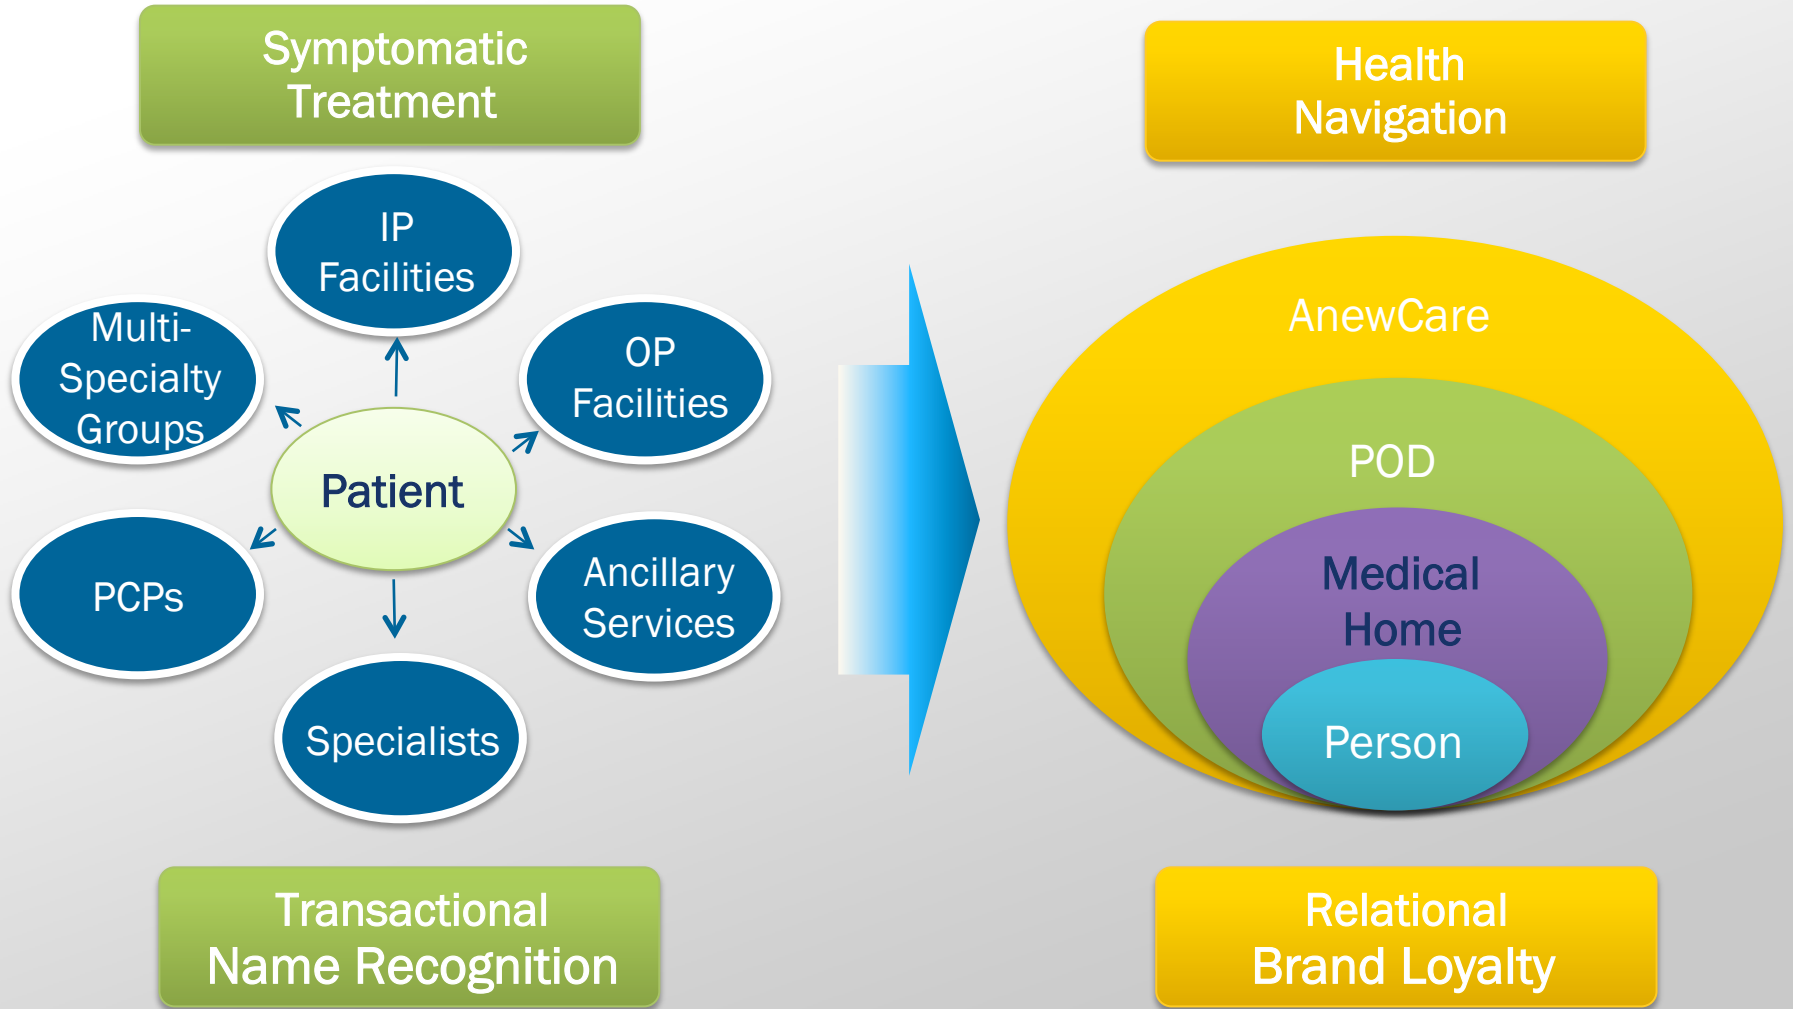 Symptomatic
Treatment
Health
Navigation
IP
Facilities
Multi-
Specialty
Groups
OP
Facilities
Patient
PCPs
Ancillary
Services
Specialists
AnewCare
POD
Medical
Home
Person
Transactional
Name Recognition
Relational
Brand Loyalty